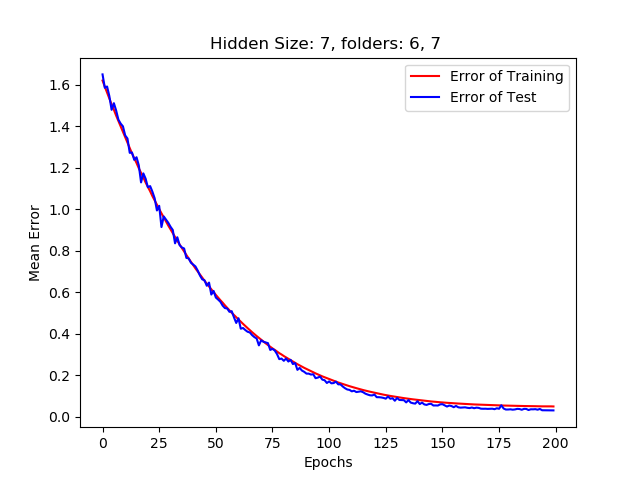 Hidden Size: 7, folders: 6, 7
Error of Training
Error of Test
Mean Error
1.6
1.4
1.2
1.0
0.8
0.6
0.4
0.2
0.0
0 25 50 75 100 125 150 175 200
Epochs